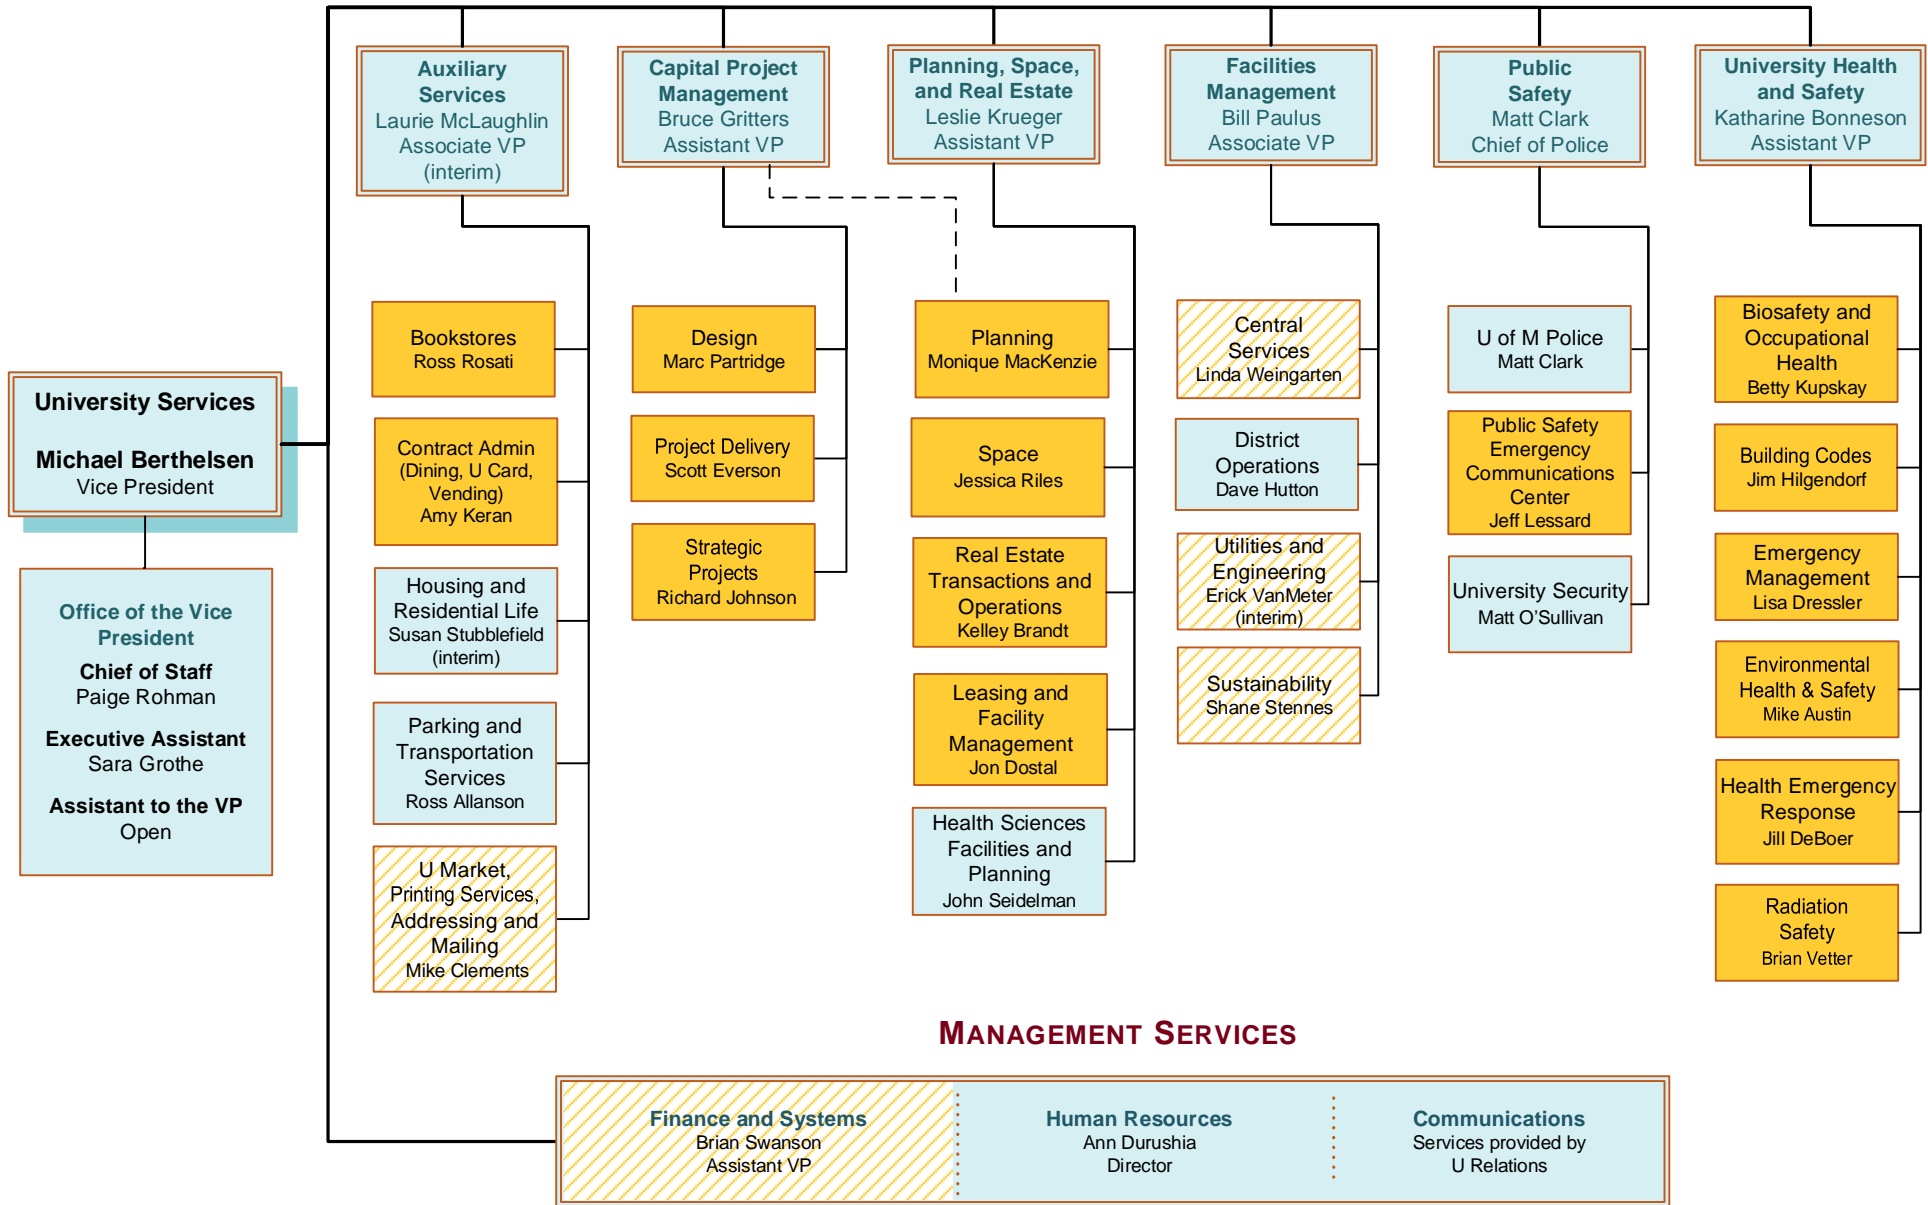 Auxiliary
Services
Laurie McLaughlin
Associate VP
(interim)
Capital Project
Management
Bruce Gritters
Assistant VP
Planning, Space,
and Real Estate
Leslie Krueger
Assistant VP
Facilities
Management
Bill Paulus
Associate VP
Public
Safety
Matt Clark
Chief of Police
University Health
and Safety
Katharine Bonneson
Assistant VP
University Services
Michael Berthelsen
Vice President
Office of the Vice
President
Chief of Staff
Paige Rohman
Executive Assistant
Sara Grothe
Assistant to the VP
Open
Bookstores
Ross Rosati
Contract Admin
(Dining, U Card,
Vending)
Amy Keran
Housing and
Residential Life
Susan Stubblefield
(interim)
Parking and
Transportation
Services
Ross Allanson
U Market,
Printing Services,
Addressing and
Mailing
Mike Clements
Design
Marc Partridge
Project Delivery
Scott Everson
Strategic
Projects
Richard Johnson
Planning
Monique MacKenzie
Space
Jessica Riles
Real Estate
Transactions and
Operations
Kelley Brandt
Leasing and
Facility
Management
Jon Dostal
Health Sciences
Facilities and
Planning
John Seidelman
Central
Services
Linda Weingarten
District
Operations
Dave Hutton
Utilities and
Engineering
Erick VanMeter
(interim)
Sustainability
Shane Stennes
U of M Police
Matt Clark
Public Safety
Emergency
Communications
Center
Jeff Lessard
University Security
Matt O’Sullivan
Biosafety and
Occupational
Health
Betty Kupskay
Building Codes
Jim Hilgendorf
Emergency
Management
Lisa Dressler
Environmental
Health & Safety
Mike Austin
Health Emergency
Response
Jill DeBoer
Radiation
Safety
Brian Vetter
MANAGEMENT SERVICES
Finance and Systems
Brian Swanson
Assistant VP
Human Resources
Ann Durushia
Director
Communications
Services provided by
U Relations